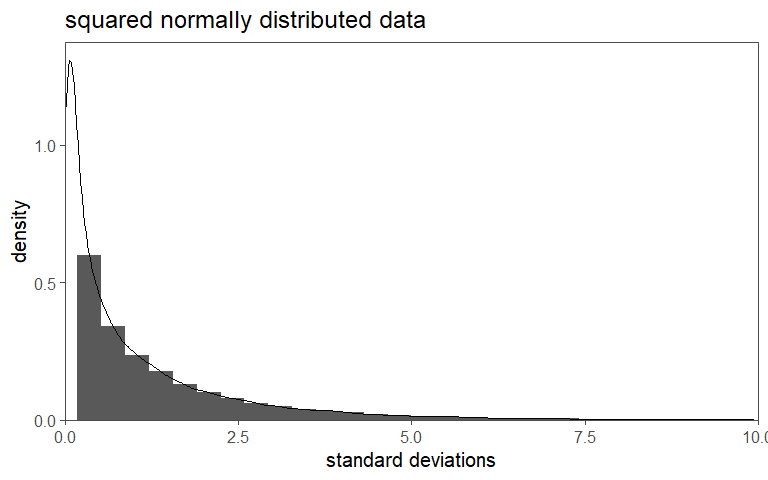 squared normally distributed data
density
1.0
0.5
0.0
0.0 2.5 5.0 7.5 10.0
standard deviations